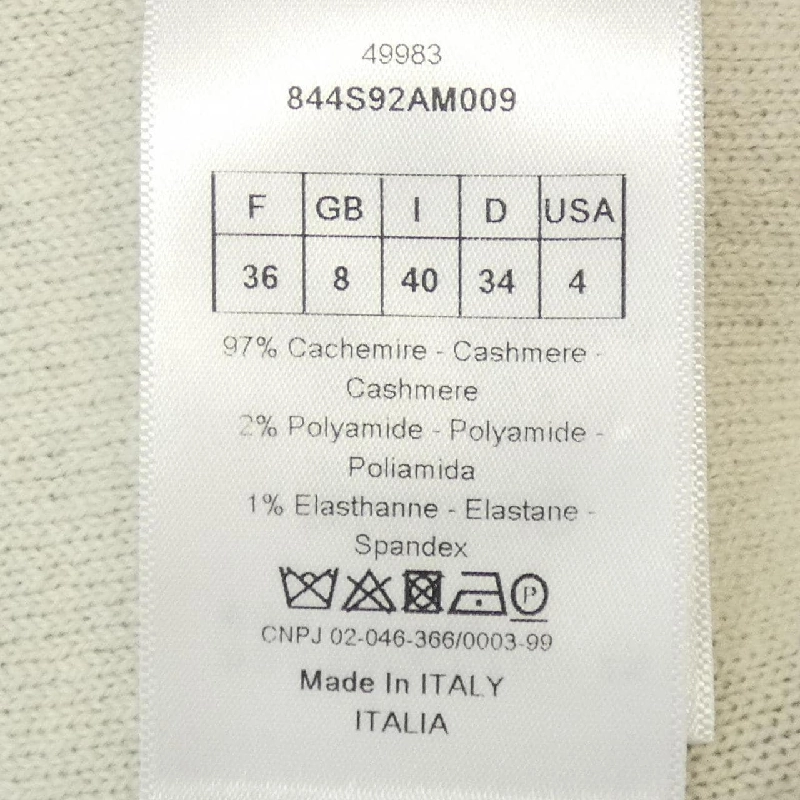 49983
844S92AM009
F GB I D USA
36 8 40 34 4
97% Cachemire - Cashmere -
Cashmere
2% Polyamide - Polyamide -
Poliamida
1% Elasthanne - Elastane -
Spandex
P
CNPJ 02-046-366/0003-99
Made In ITALY
ITALIA